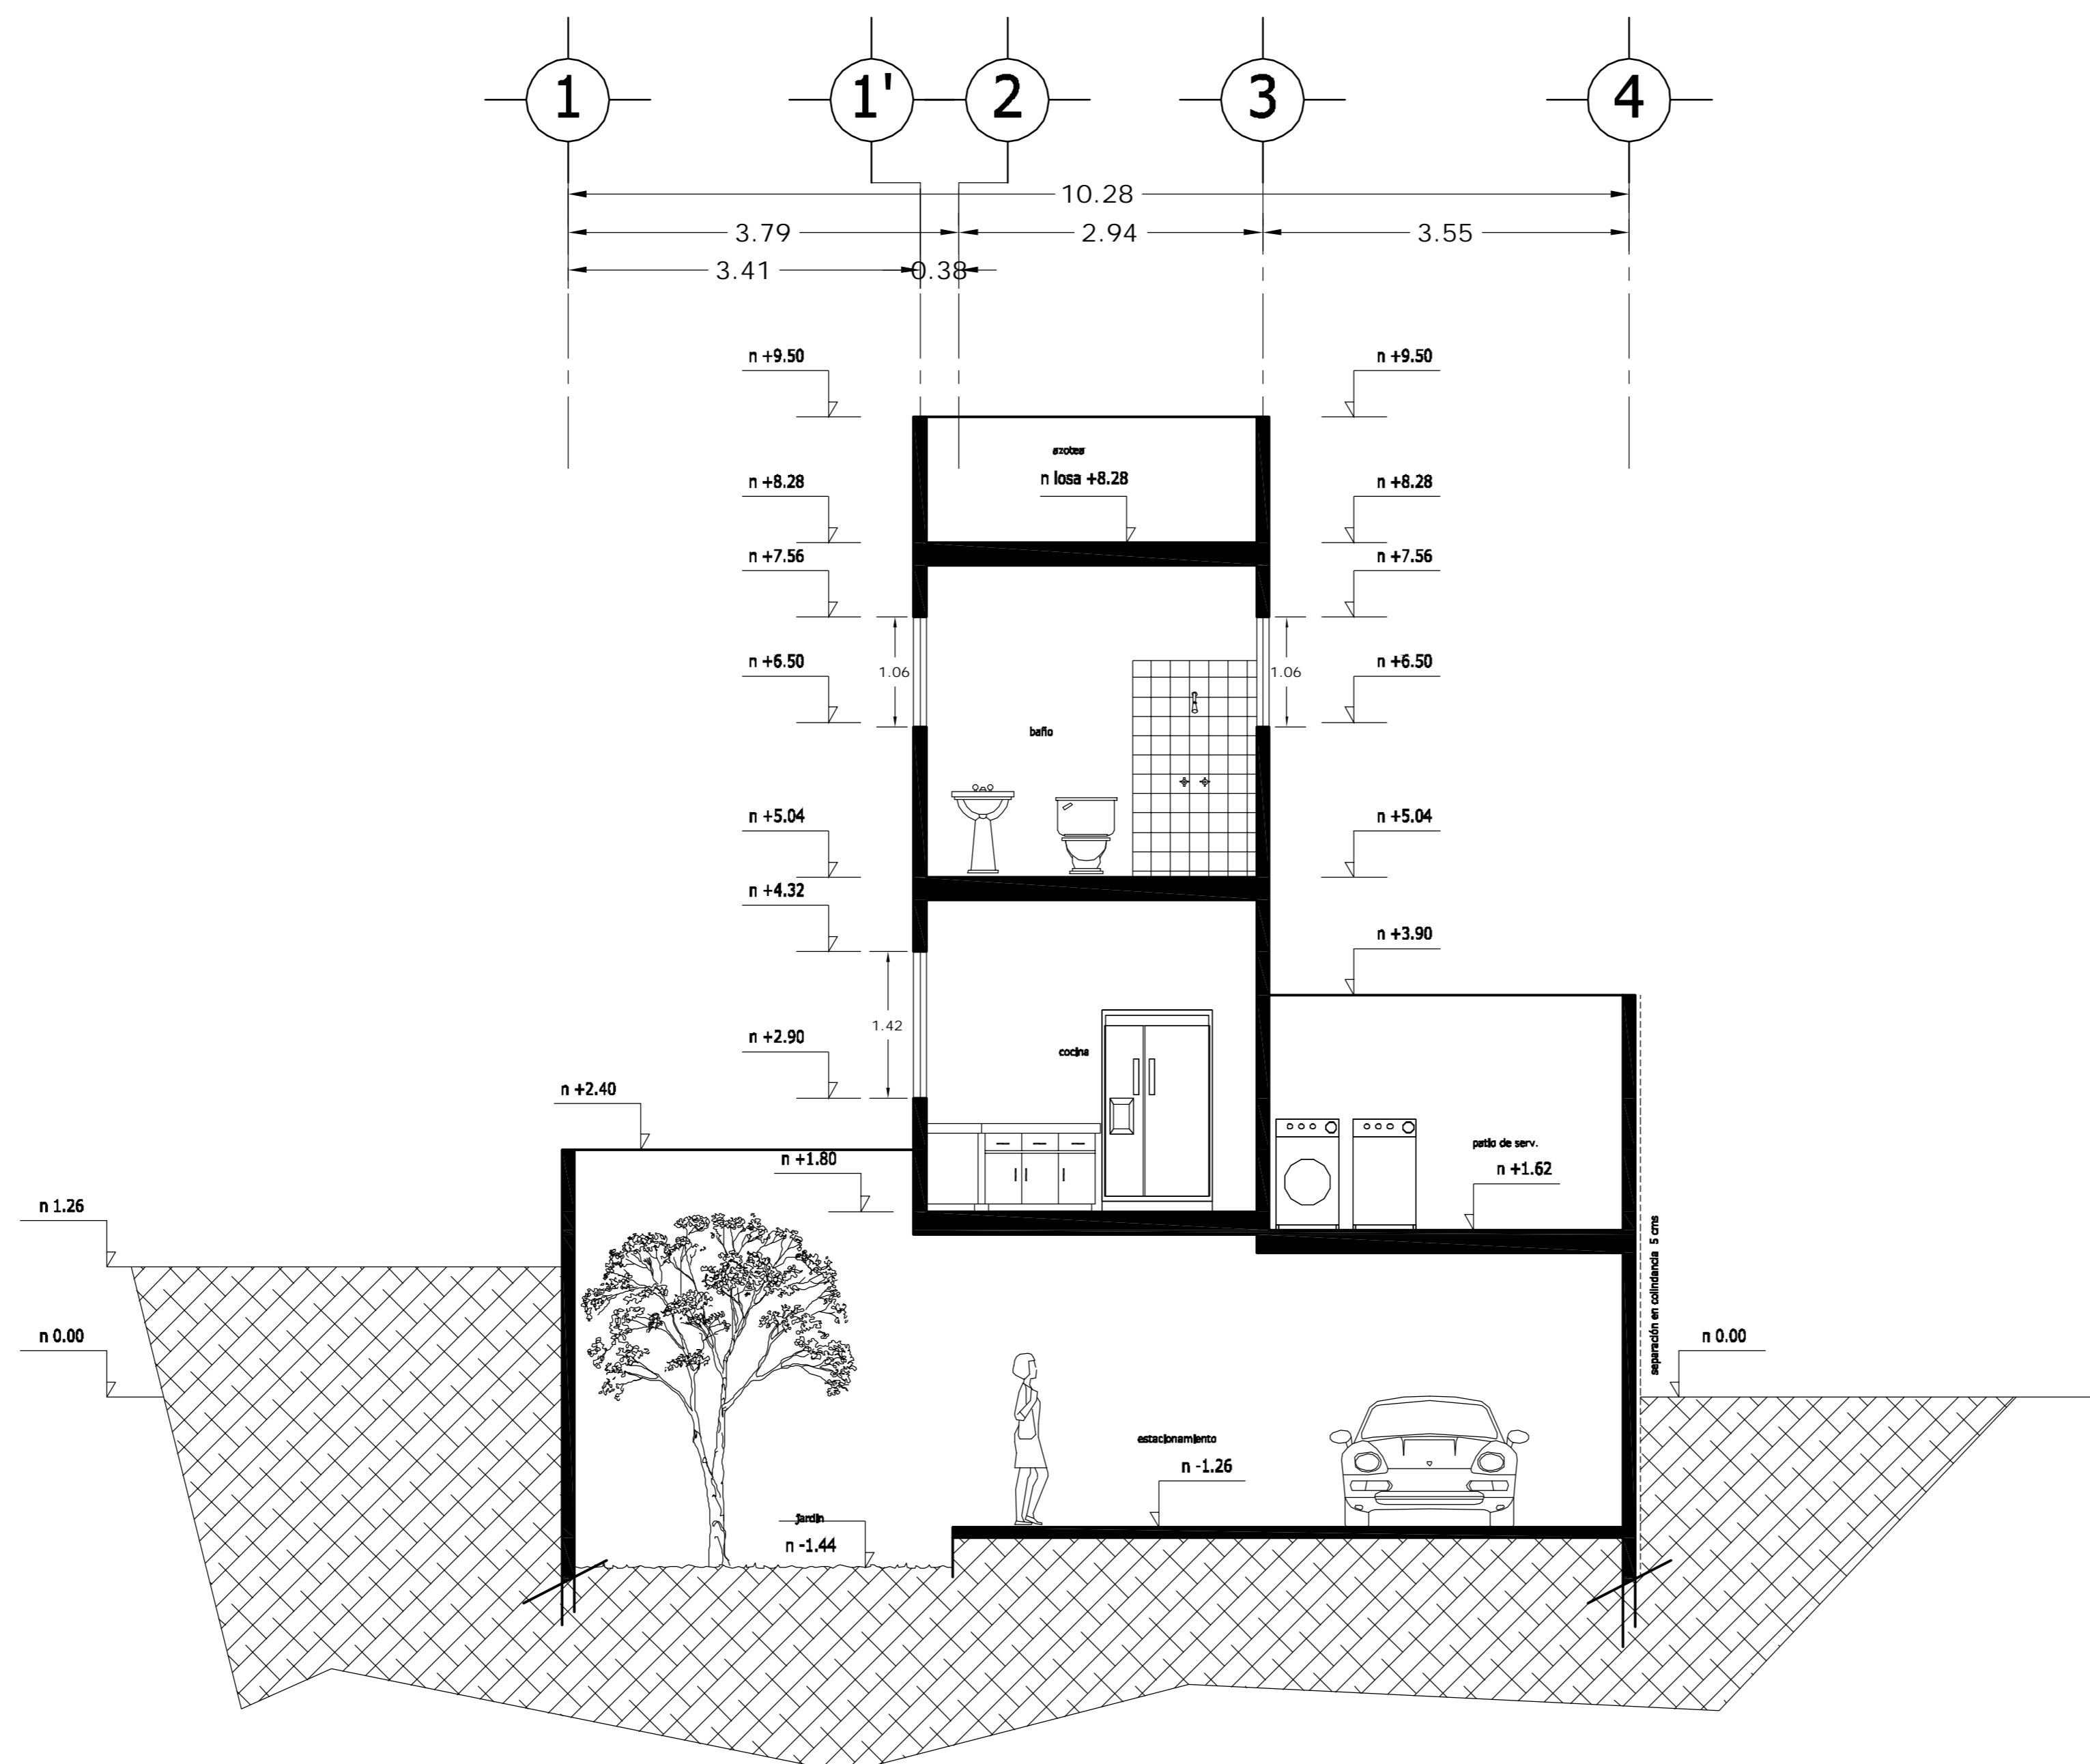 1 1' 2 3 4
10.28
3.79 2.94 3.55
3.41 0.38
n +9.50 n +9.50
azotea
n losa +8.28
n +8.28 n +8.28
n +7.56 n +7.56
n +6.50 n +6.50
1.06 1.06
baño
n +5.04 n +5.04
n +4.32
n +3.90
1.42
n +2.90
cocina
n +2.40
patio de serv.
n +1.62
n +1.80
n 1.26
separación en colindancia 5 cms
n 0.00 n 0.00
estacionamiento
n -1.26
jardín
n -1.44